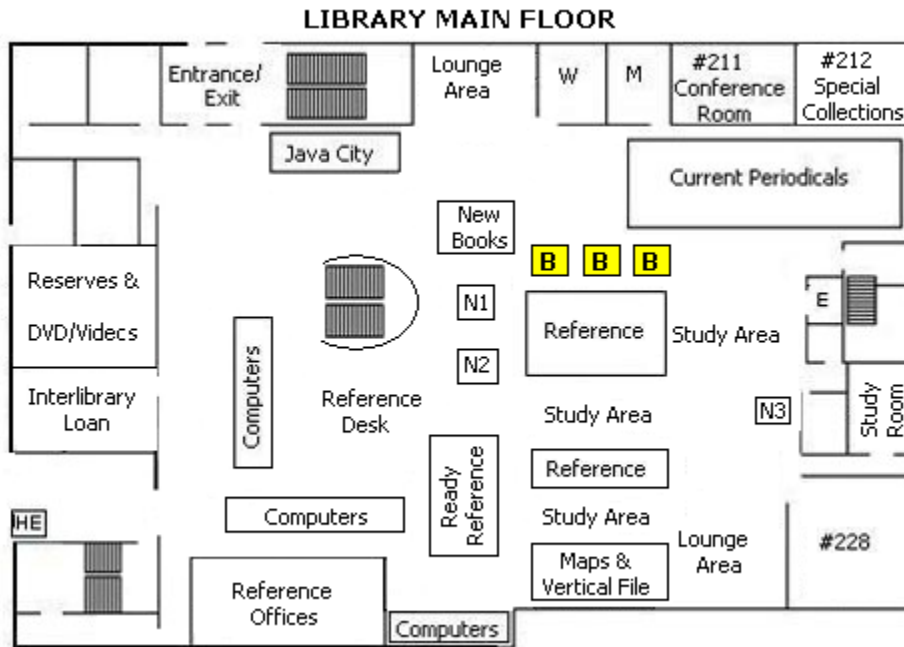 LIBRARY MAIN FLOOR
Entrance/
Exit
Lounge
Area
W
M
#211
Conference
Room
#212
Special
Collections
Java City
Current Periodicals
New
Books
B
B
B
Reserves &
DVD/Videcs
N1
Reference
Study Area
E
N2
Computers
Interlibrary
Loan
Reference
Desk
Study Area
N3
Study
Room
Ready
Reference
Reference
HE
Computers
Study Area
Lounge
Area
#228
Maps &
Vertical File
Reference
Offices
Computers